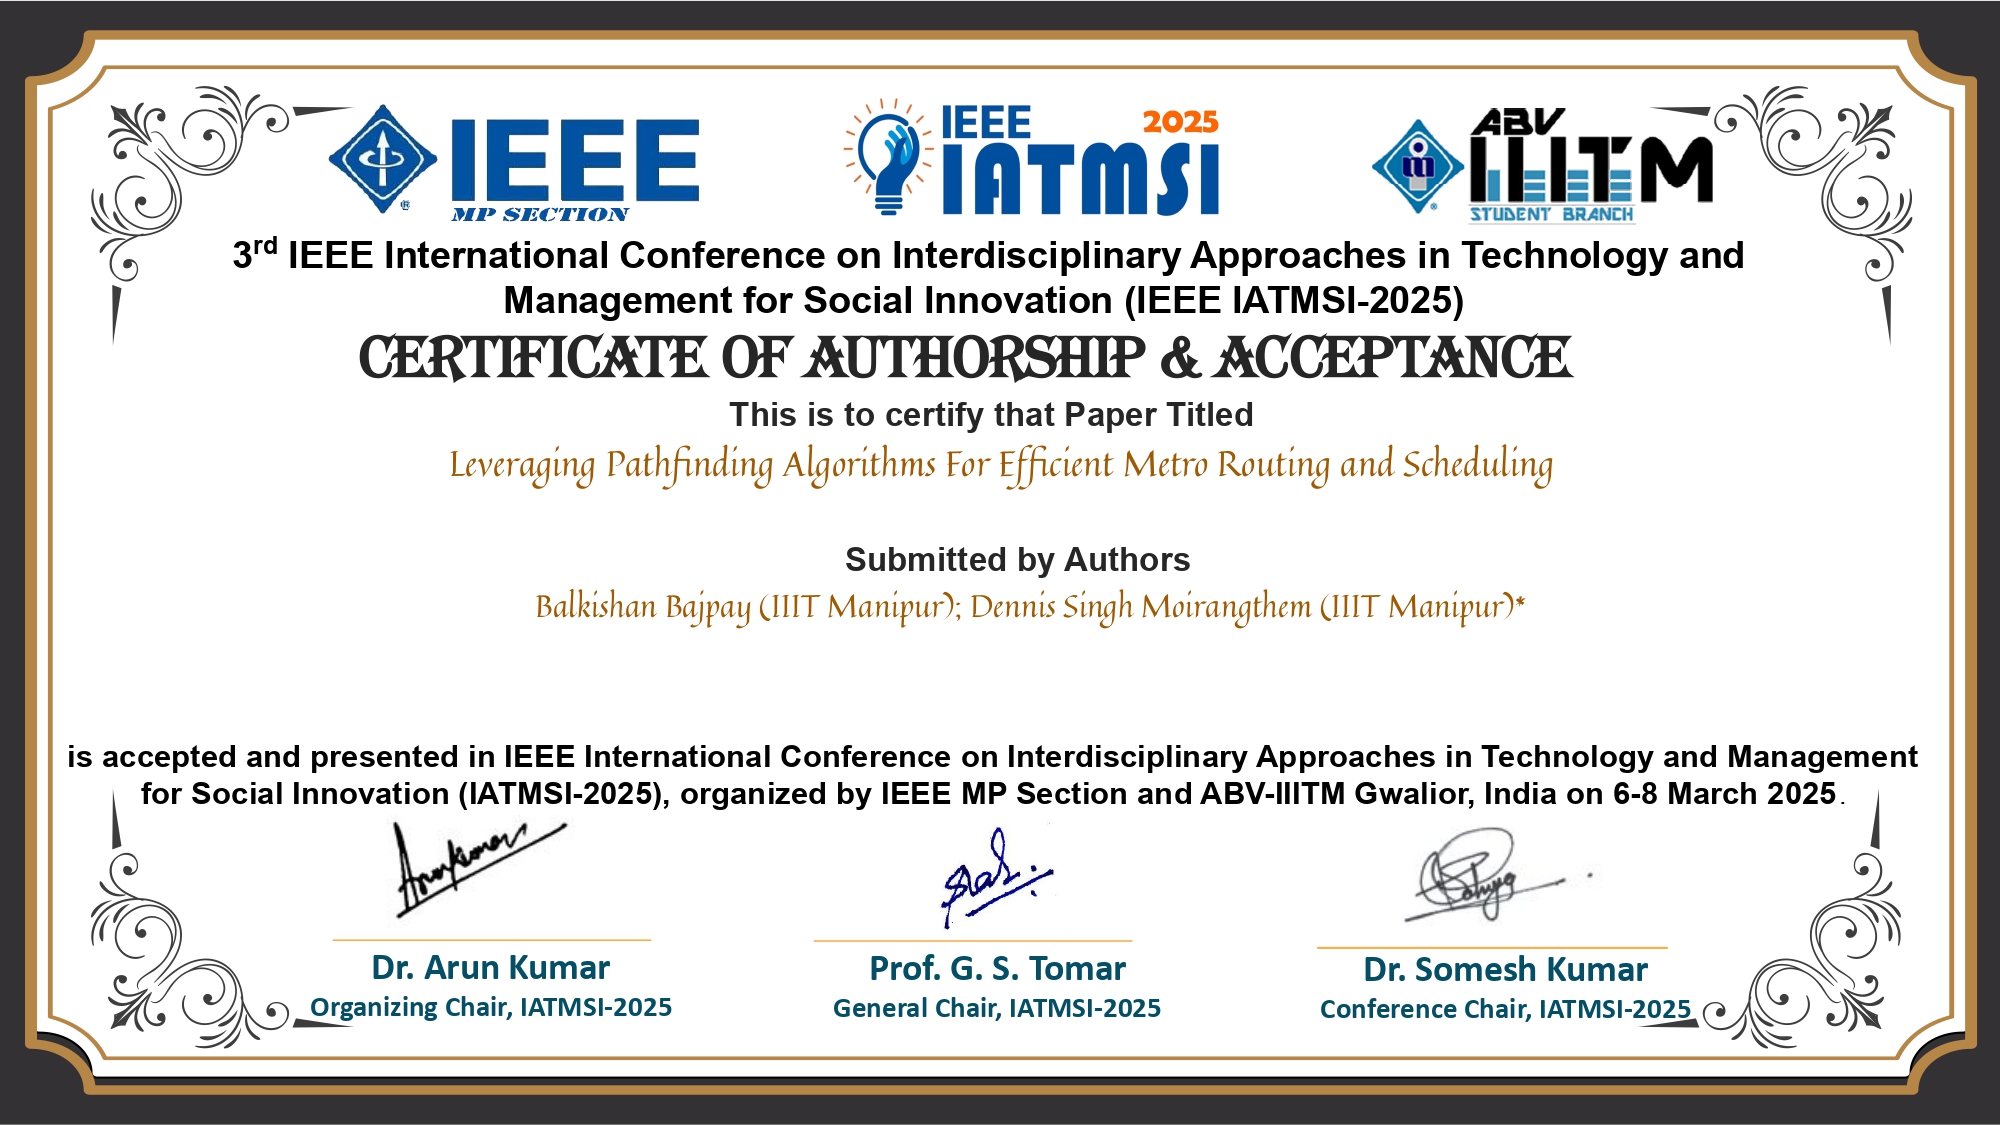 IEEE
MP SECTION
IEEE 2025
IATMSI
ABV
IIITM
STUDENT BRANCH
3rd IEEE International Conference on Interdisciplinary Approaches in Technology and
Management for Social Innovation (IEEE IATMSI-2025)
CERTIFICATE OF AUTHORSHIP & ACCEPTANCE
This is to certify that Paper Titled
Leveraging Pathfinding Algorithms For Efficient Metro Routing and Scheduling
Submitted by Authors
Balkishan Bajpay (IIIT Manipur); Dennis Singh Moirangthem (IIIT Manipur)*
is accepted and presented in IEEE International Conference on Interdisciplinary Approaches in Technology and Management
for Social Innovation (IATMSI-2025), organized by IEEE MP Section and ABV-IIITM Gwalior, India on 6-8 March 2025.
Arunkumar
Dr. Arun Kumar
Organizing Chair, IATMSI-2025
Prof. G. S. Tomar
General Chair, IATMSI-2025
Dr. Somesh Kumar
Conference Chair, IATMSI-2025